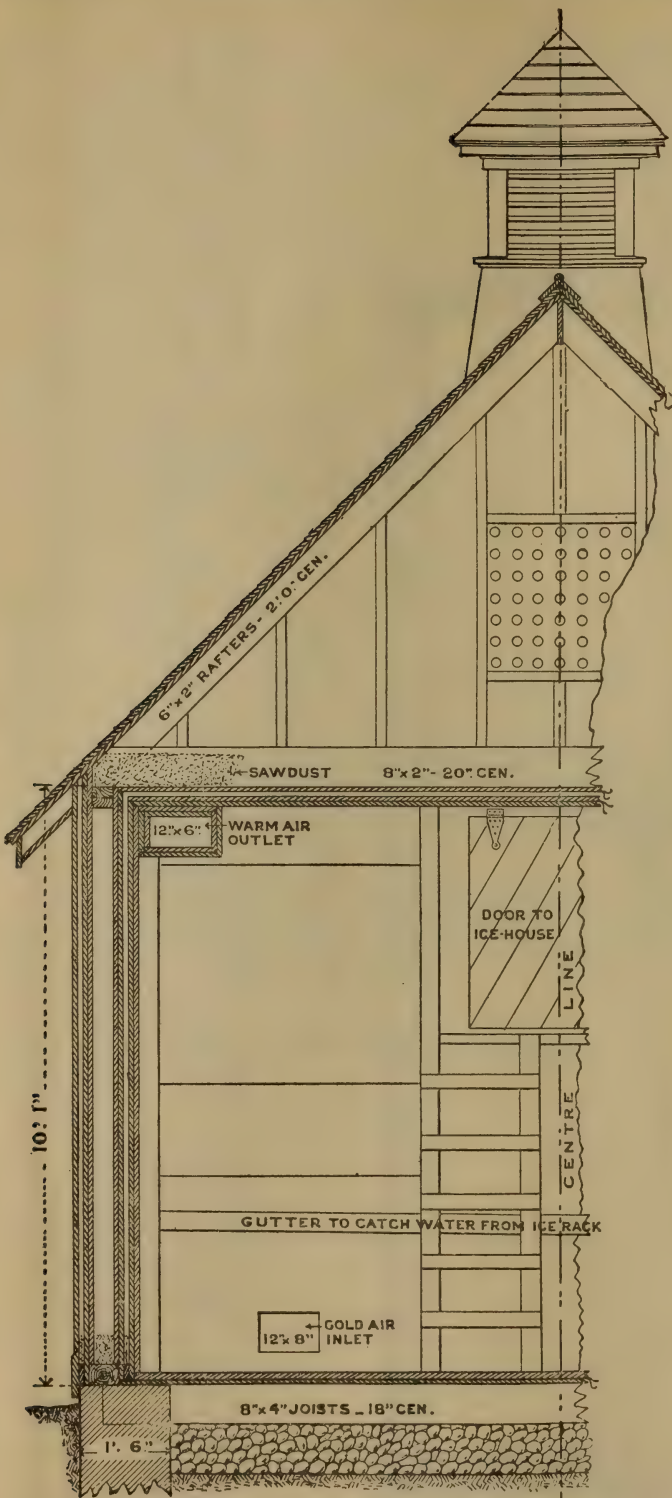 6"x2" RAFTERS - 2'.0" CEN.
SAWDUST
8"x2" - 20" CEN.
12"x6"
WARM AIR
OUTLET
DOOR TO
ICE-HOUSE
CENTRE LINE
10'. 1"
GUTTER TO CATCH WATER FROM ICE RACK
12"x 8"
COLD AIR
INLET
8"x4" JOISTS - 18" CEN.
1'. 6"